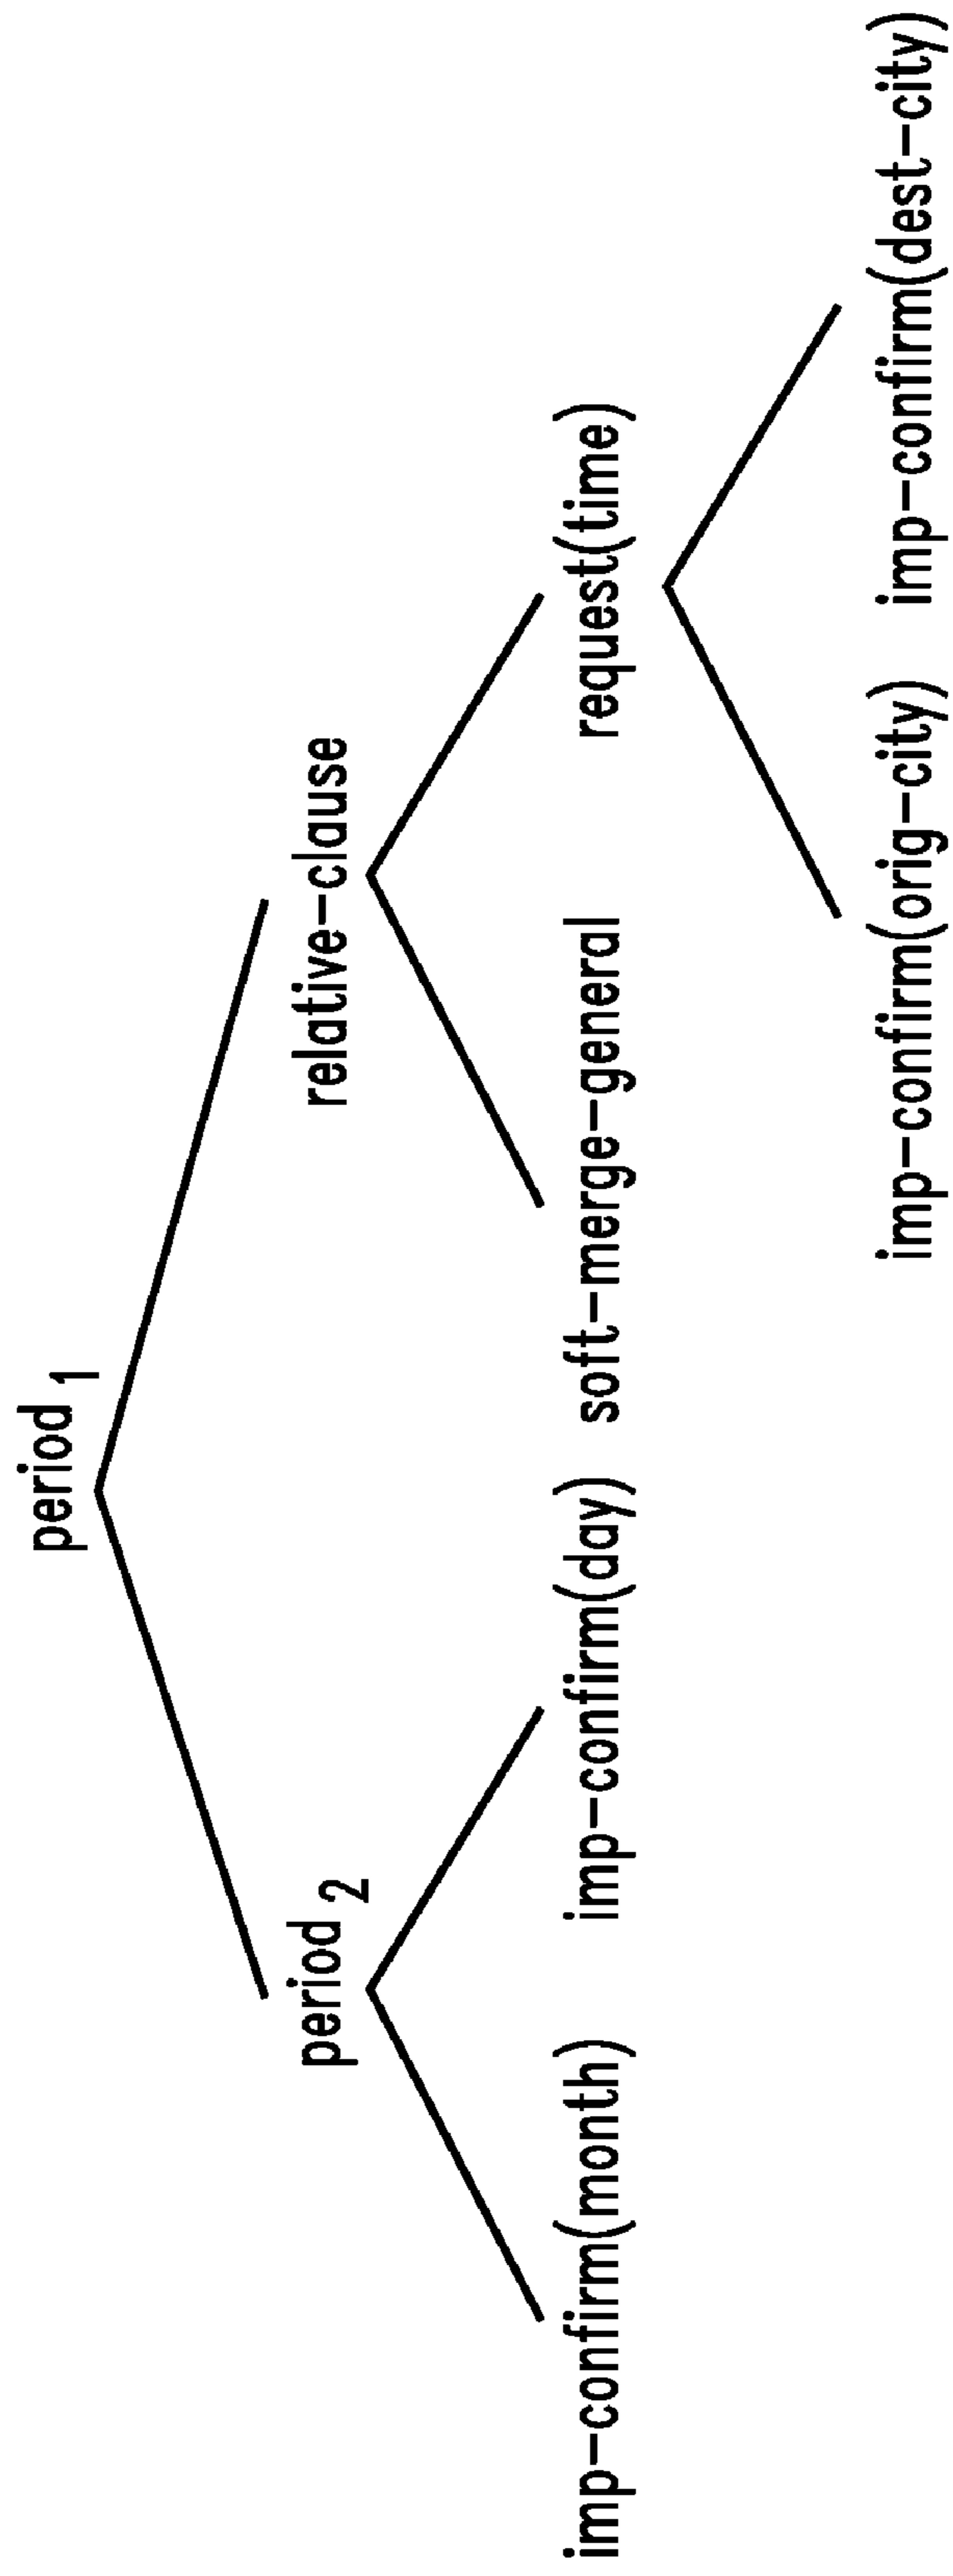 period 1
period 2
relative-clause
imp-confirm(month)
imp-confirm(day)
soft-merge-general
request(time)
imp-confirm(orig-city)
imp-confirm(dest-city)